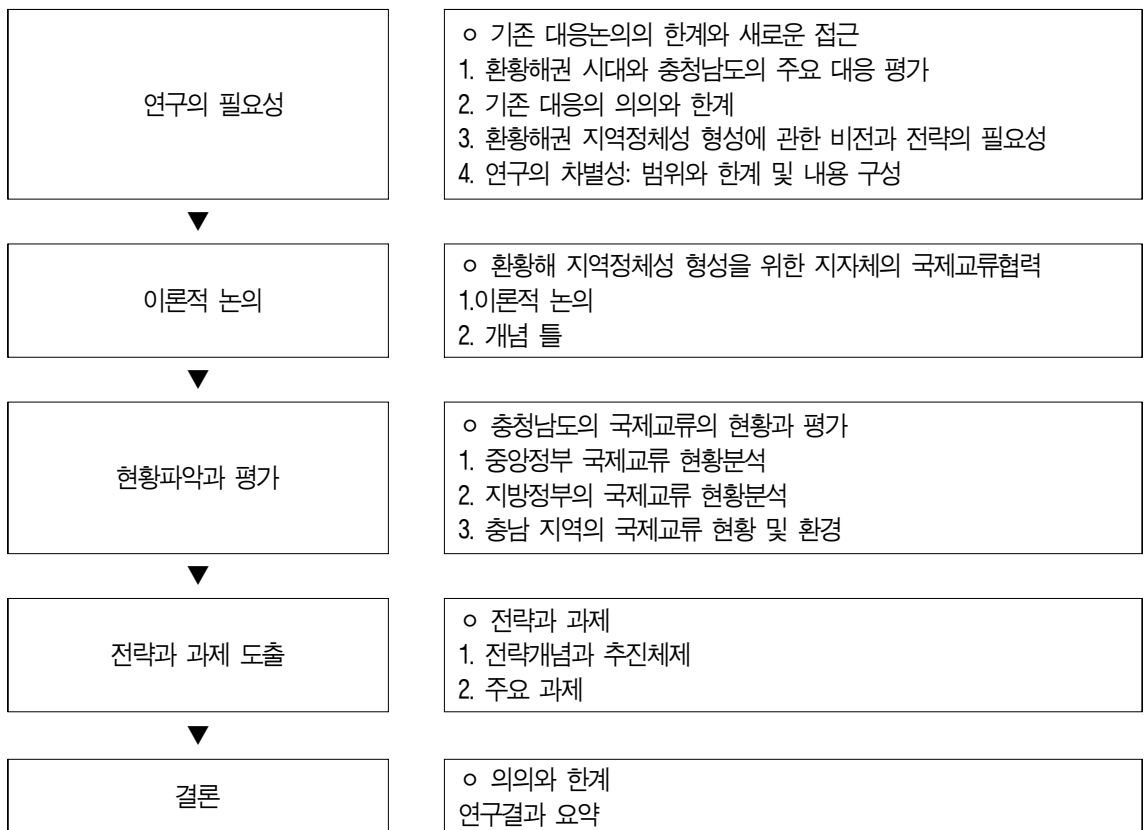 연구의 필요성
ㅇ 기존 대응논의의 한계와 새로운 접근
1. 환황해권 시대와 충청남도의 주요 대응 평가
2. 기존 대응의 의의와 한계
3. 환황해권 지역정체성 형성에 관한 비전과 전략의 필요성
4. 연구의 차별성: 범위와 한계 및 내용 구성
▼
이론적 논의
ㅇ 환황해 지역정체성 형성을 위한 지자체의 국제교류협력
1.이론적 논의
2. 개념 틀
▼
현황파악과 평가
ㅇ 충청남도의 국제교류의 현황과 평가
1. 중앙정부 국제교류 현황분석
2. 지방정부의 국제교류 현황분석
3. 충남 지역의 국제교류 현황 및 환경
▼
전략과 과제 도출
ㅇ 전략과 과제
1. 전략개념과 추진체제
2. 주요 과제
▼
결론
ㅇ 의의와 한계
연구결과 요약